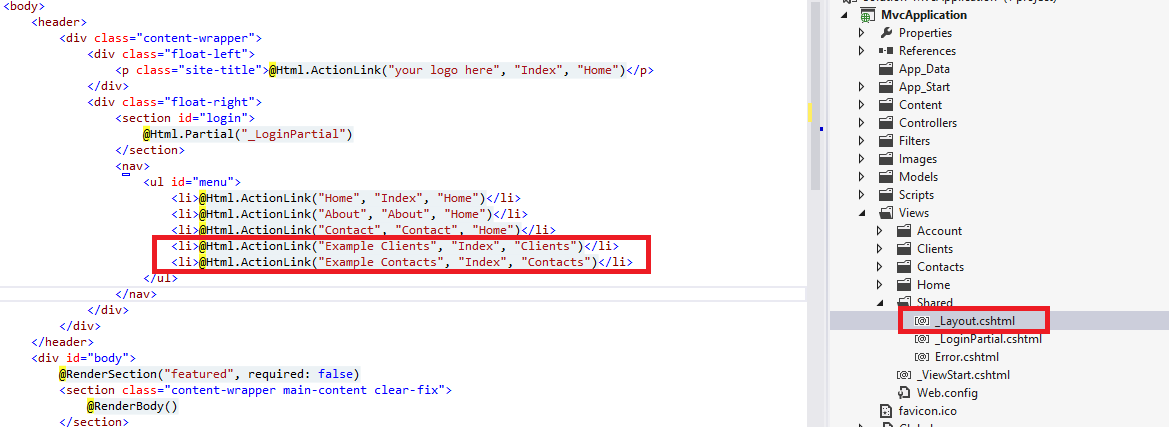 <body>
<header>
<div class="content-wrapper">
<div class="float-left">
<p class="site-title">@Html.ActionLink("your logo here", "Index", "Home")</p>
</div>
<div class="float-right">
<section id="login">
@Html.Partial("_LoginPartial")
</section>
<nav>
<ul id="menu">
<li>@Html.ActionLink("Home", "Index", "Home")</li>
<li>@Html.ActionLink("About", "About", "Home")</li>
<li>@Html.ActionLink("Contact", "Contact", "Home")</li>
<li>@Html.ActionLink("Example Clients", "Index", "Clients")</li>
<li>@Html.ActionLink("Example Contacts", "Index", "Contacts")</li>
</ul>
</nav>
</div>
</div>
</header>
<div id="body">
@RenderSection("featured", required: false)
<section class="content-wrapper main-content clear-fix">
@RenderBody()
</section>
MvcApplication
Properties
References
App_Data
App_Start
Content
Controllers
Filters
Images
Models
Scripts
Views
Account
Clients
Contacts
Home
Shared
[@] _Layout.cshtml
[@] _LoginPartial.cshtml
[@] Error.cshtml
[@] _ViewStart.cshtml
Web.config
favicon.ico